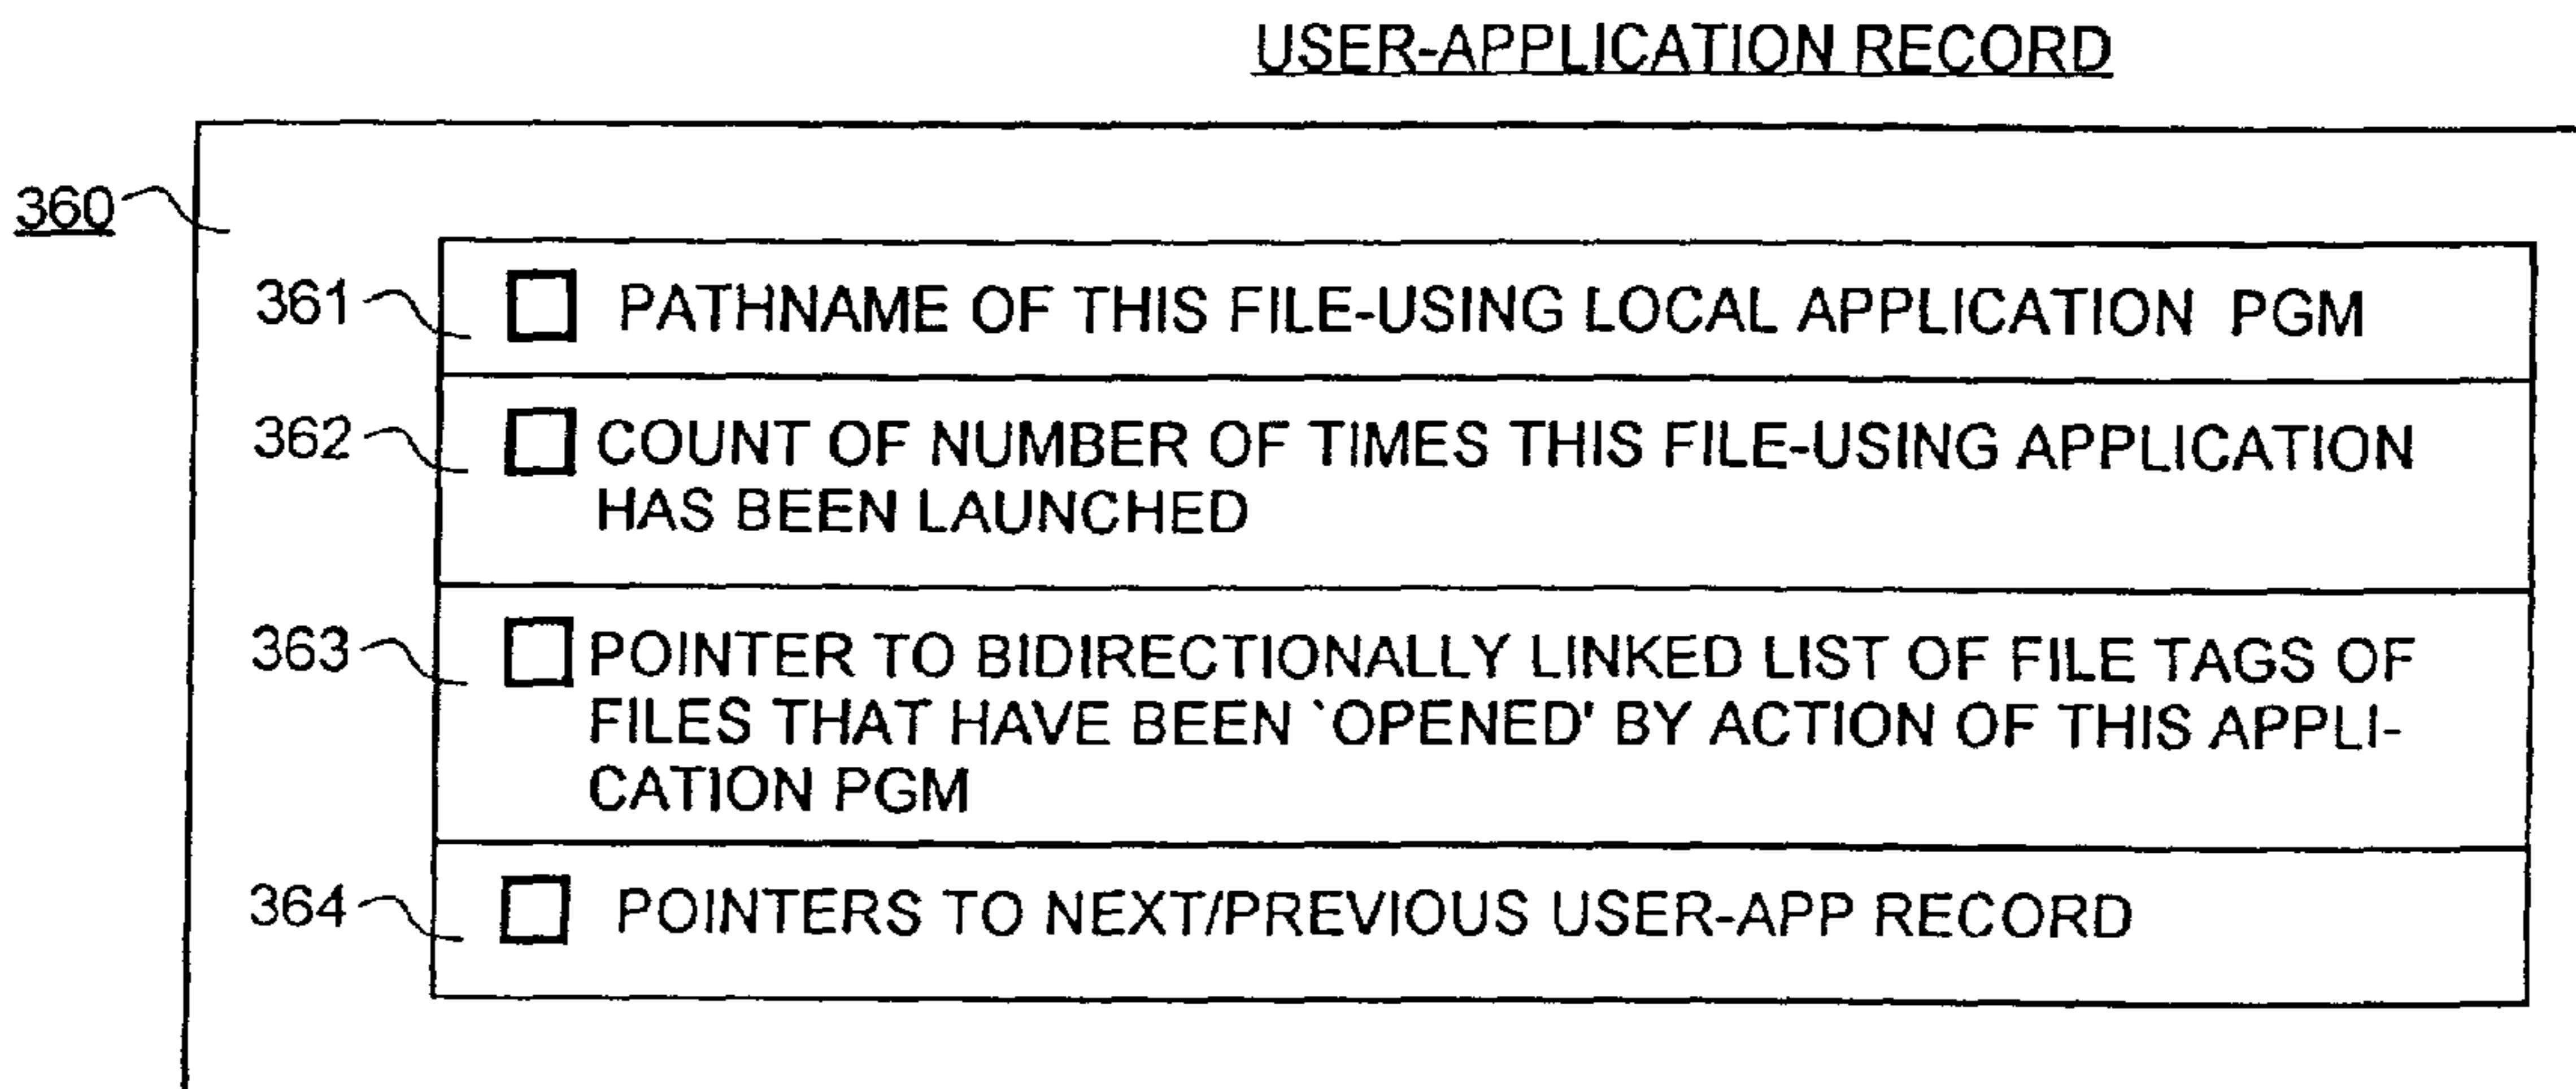 USER-APPLICATION RECORD
360
361 PATHNAME OF THIS FILE-USING LOCAL APPLICATION PGM
362 COUNT OF NUMBER OF TIMES THIS FILE-USING APPLICATION
HAS BEEN LAUNCHED
363 POINTER TO BIDIRECTIONALLY LINKED LIST OF FILE TAGS OF
FILES THAT HAVE BEEN `OPENED' BY ACTION OF THIS APPLI-
CATION PGM
364 POINTERS TO NEXT/PREVIOUS USER-APP RECORD